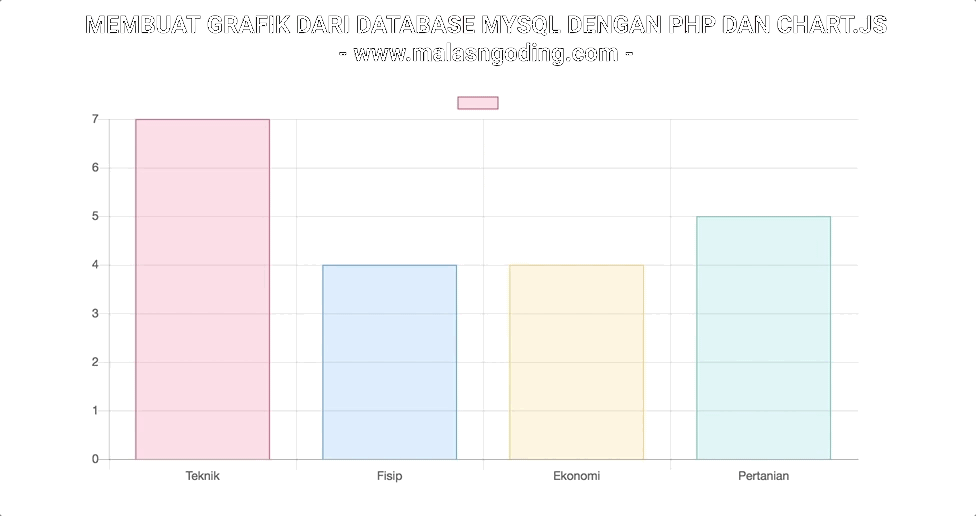 MEMBUAT GRAFIK DARI DATABASE MYSQL DENGAN PHP DAN CHART.JS
- www.malasngoding.com -
7
6
5
4
3
2
1
0
Teknik Fisip Ekonomi Pertanian